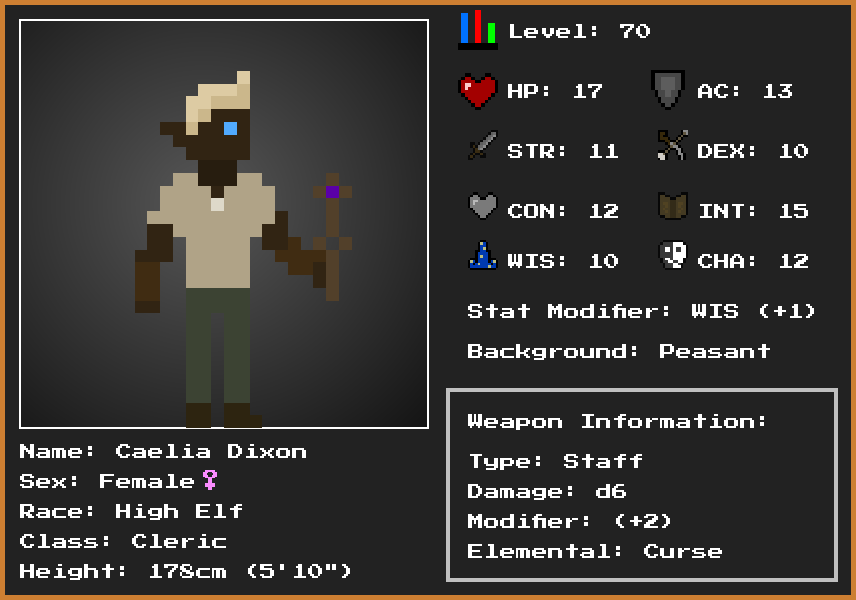 Level: 70
HP: 17 AC: 13
STR: 11 DEX: 10
CON: 12 INT: 15
WIS: 10 CHA: 12
Stat Modifier: WIS (+1)
Background: Peasant
Weapon Information:
Type: Staff
Damage: d6
Modifier: (+2)
Elemental: Curse
Name: Caelia Dixon
Sex: Female♀
Race: High Elf
Class: Cleric
Height: 178cm (5'10")